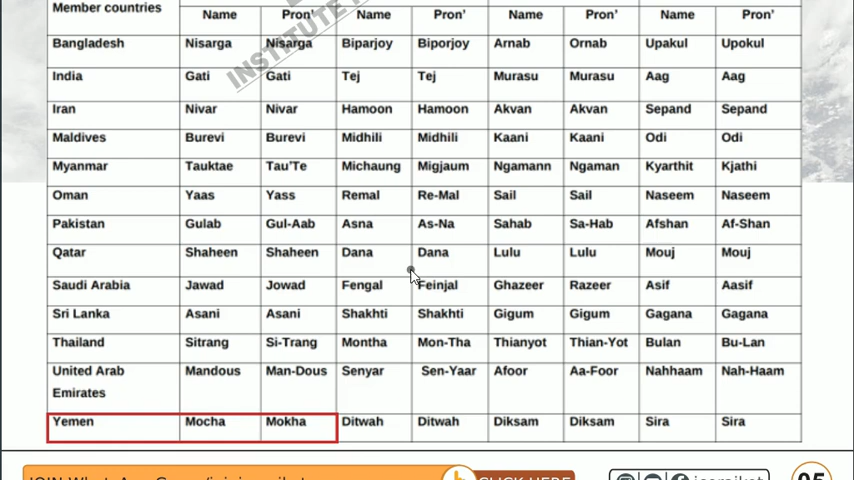 Member countries
Name Pron' Name Pron' Name Pron' Name Pron'
INSTITUTE
Bangladesh Nisarga Nisarga Biparjoy Biporjoy Arnab Ornab Upakul Upokul
India Gati Gati Tej Tej Murasu Murasu Aag Aag
Iran Nivar Nivar Hamoon Hamoon Akvan Akvan Sepand Sepand
Maldives Burevi Burevi Midhili Midhili Kaani Kaani Odi Odi
Myanmar Tauktae Tau'Te Michaung Migjaum Ngamann Ngaman Kyarthit Kjathi
Oman Yaas Yass Remal Re-Mal Sail Sail Naseem Naseem
Pakistan Gulab Gul-Aab Asna As-Na Sahab Sa-Hab Afshan Af-Shan
Qatar Shaheen Shaheen Dana Dana Lulu Lulu Mouj Mouj
Saudi Arabia Jawad Jowad Fengal Feinjal Ghazeer Razeer Asif Aasif
Sri Lanka Asani Asani Shakhti Shakhti Gigum Gigum Gagana Gagana
Thailand Sitrang Si-Trang Montha Mon-Tha Thianyot Thian-Yot Bulan Bu-Lan
United Arab Emirates Mandous Man-Dous Senyar Sen-Yaar Afoor Aa-Foor Nahhaam Nah-Haam
Yemen Mocha Mokha Ditwah Ditwah Diksam Diksam Sira Sira
CLICK HERE
05